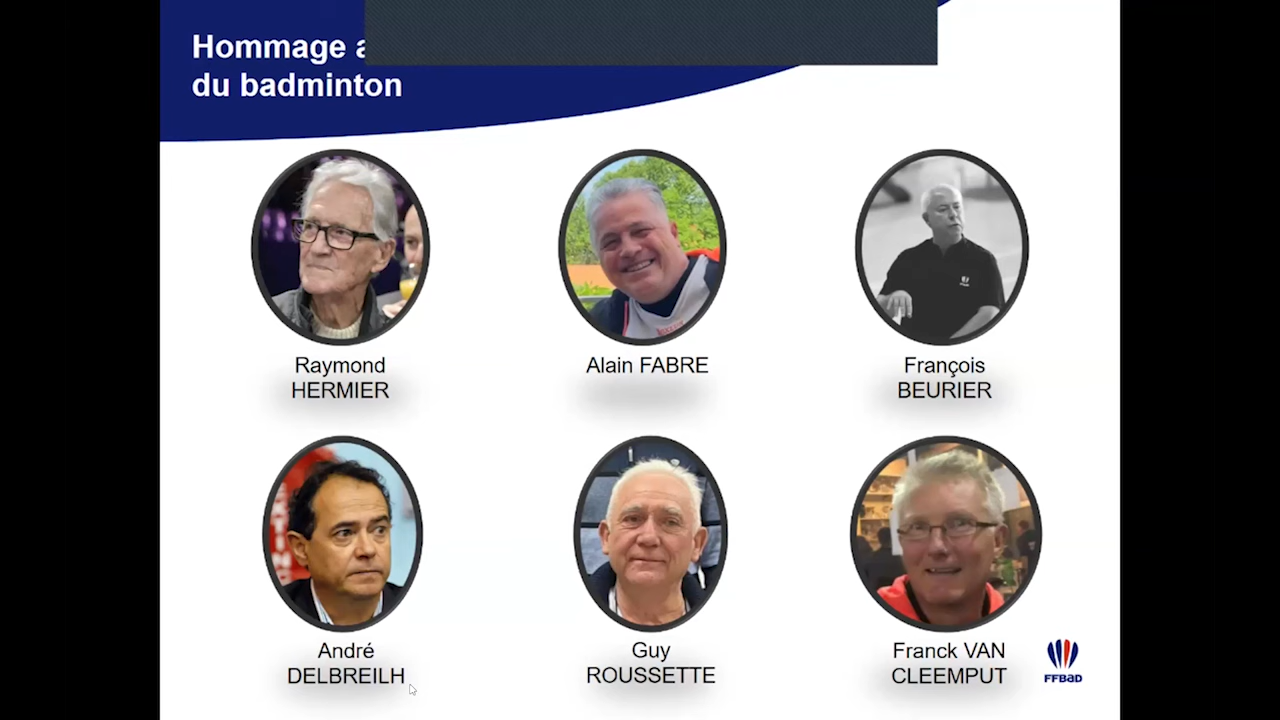 Hommage a
du badminton
Raymond
HERMIER
Alain FABRE
François
BEURIER
André
DELBREILH
Guy
ROUSSETTE
Franck VAN
CLEEMPUT
FFBaD